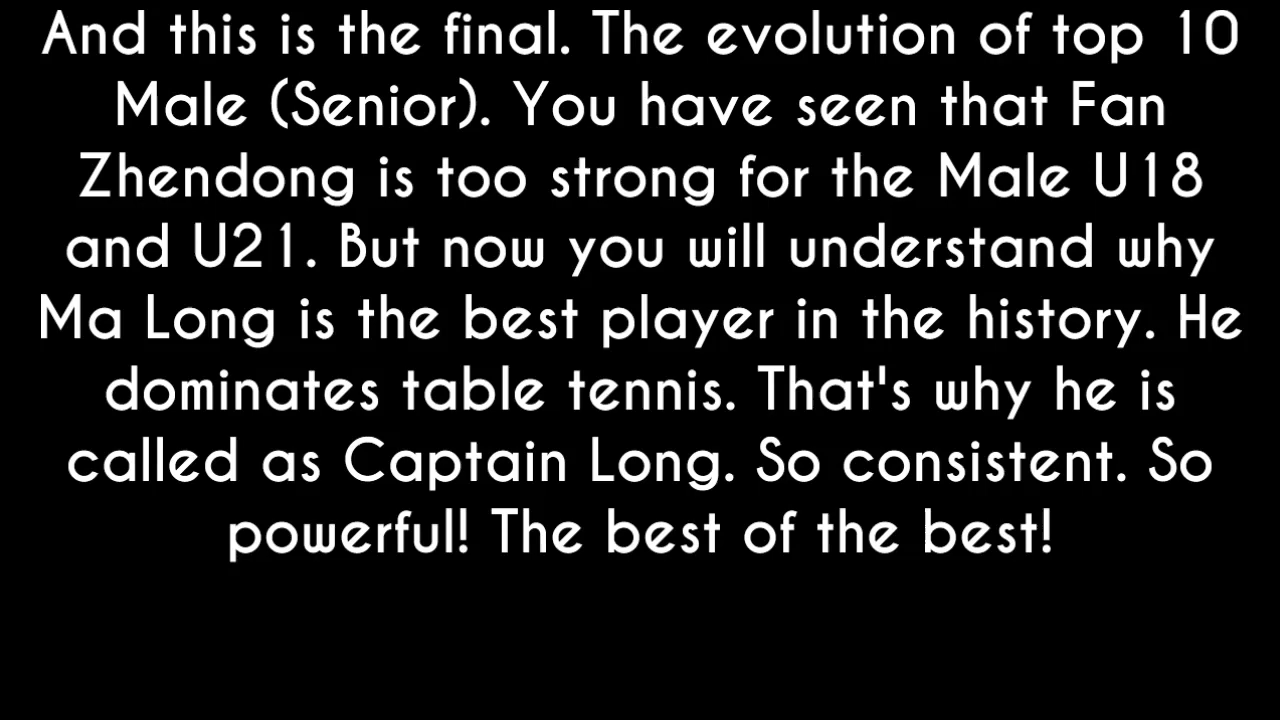 And this is the final. The evolution of top 10
Male (Senior). You have seen that Fan
Zhendong is too strong for the Male U18
and U21. But now you will understand why
Ma Long is the best player in the history. He
dominates table tennis. That's why he is
called as Captain Long. So consistent. So
powerful! The best of the best!